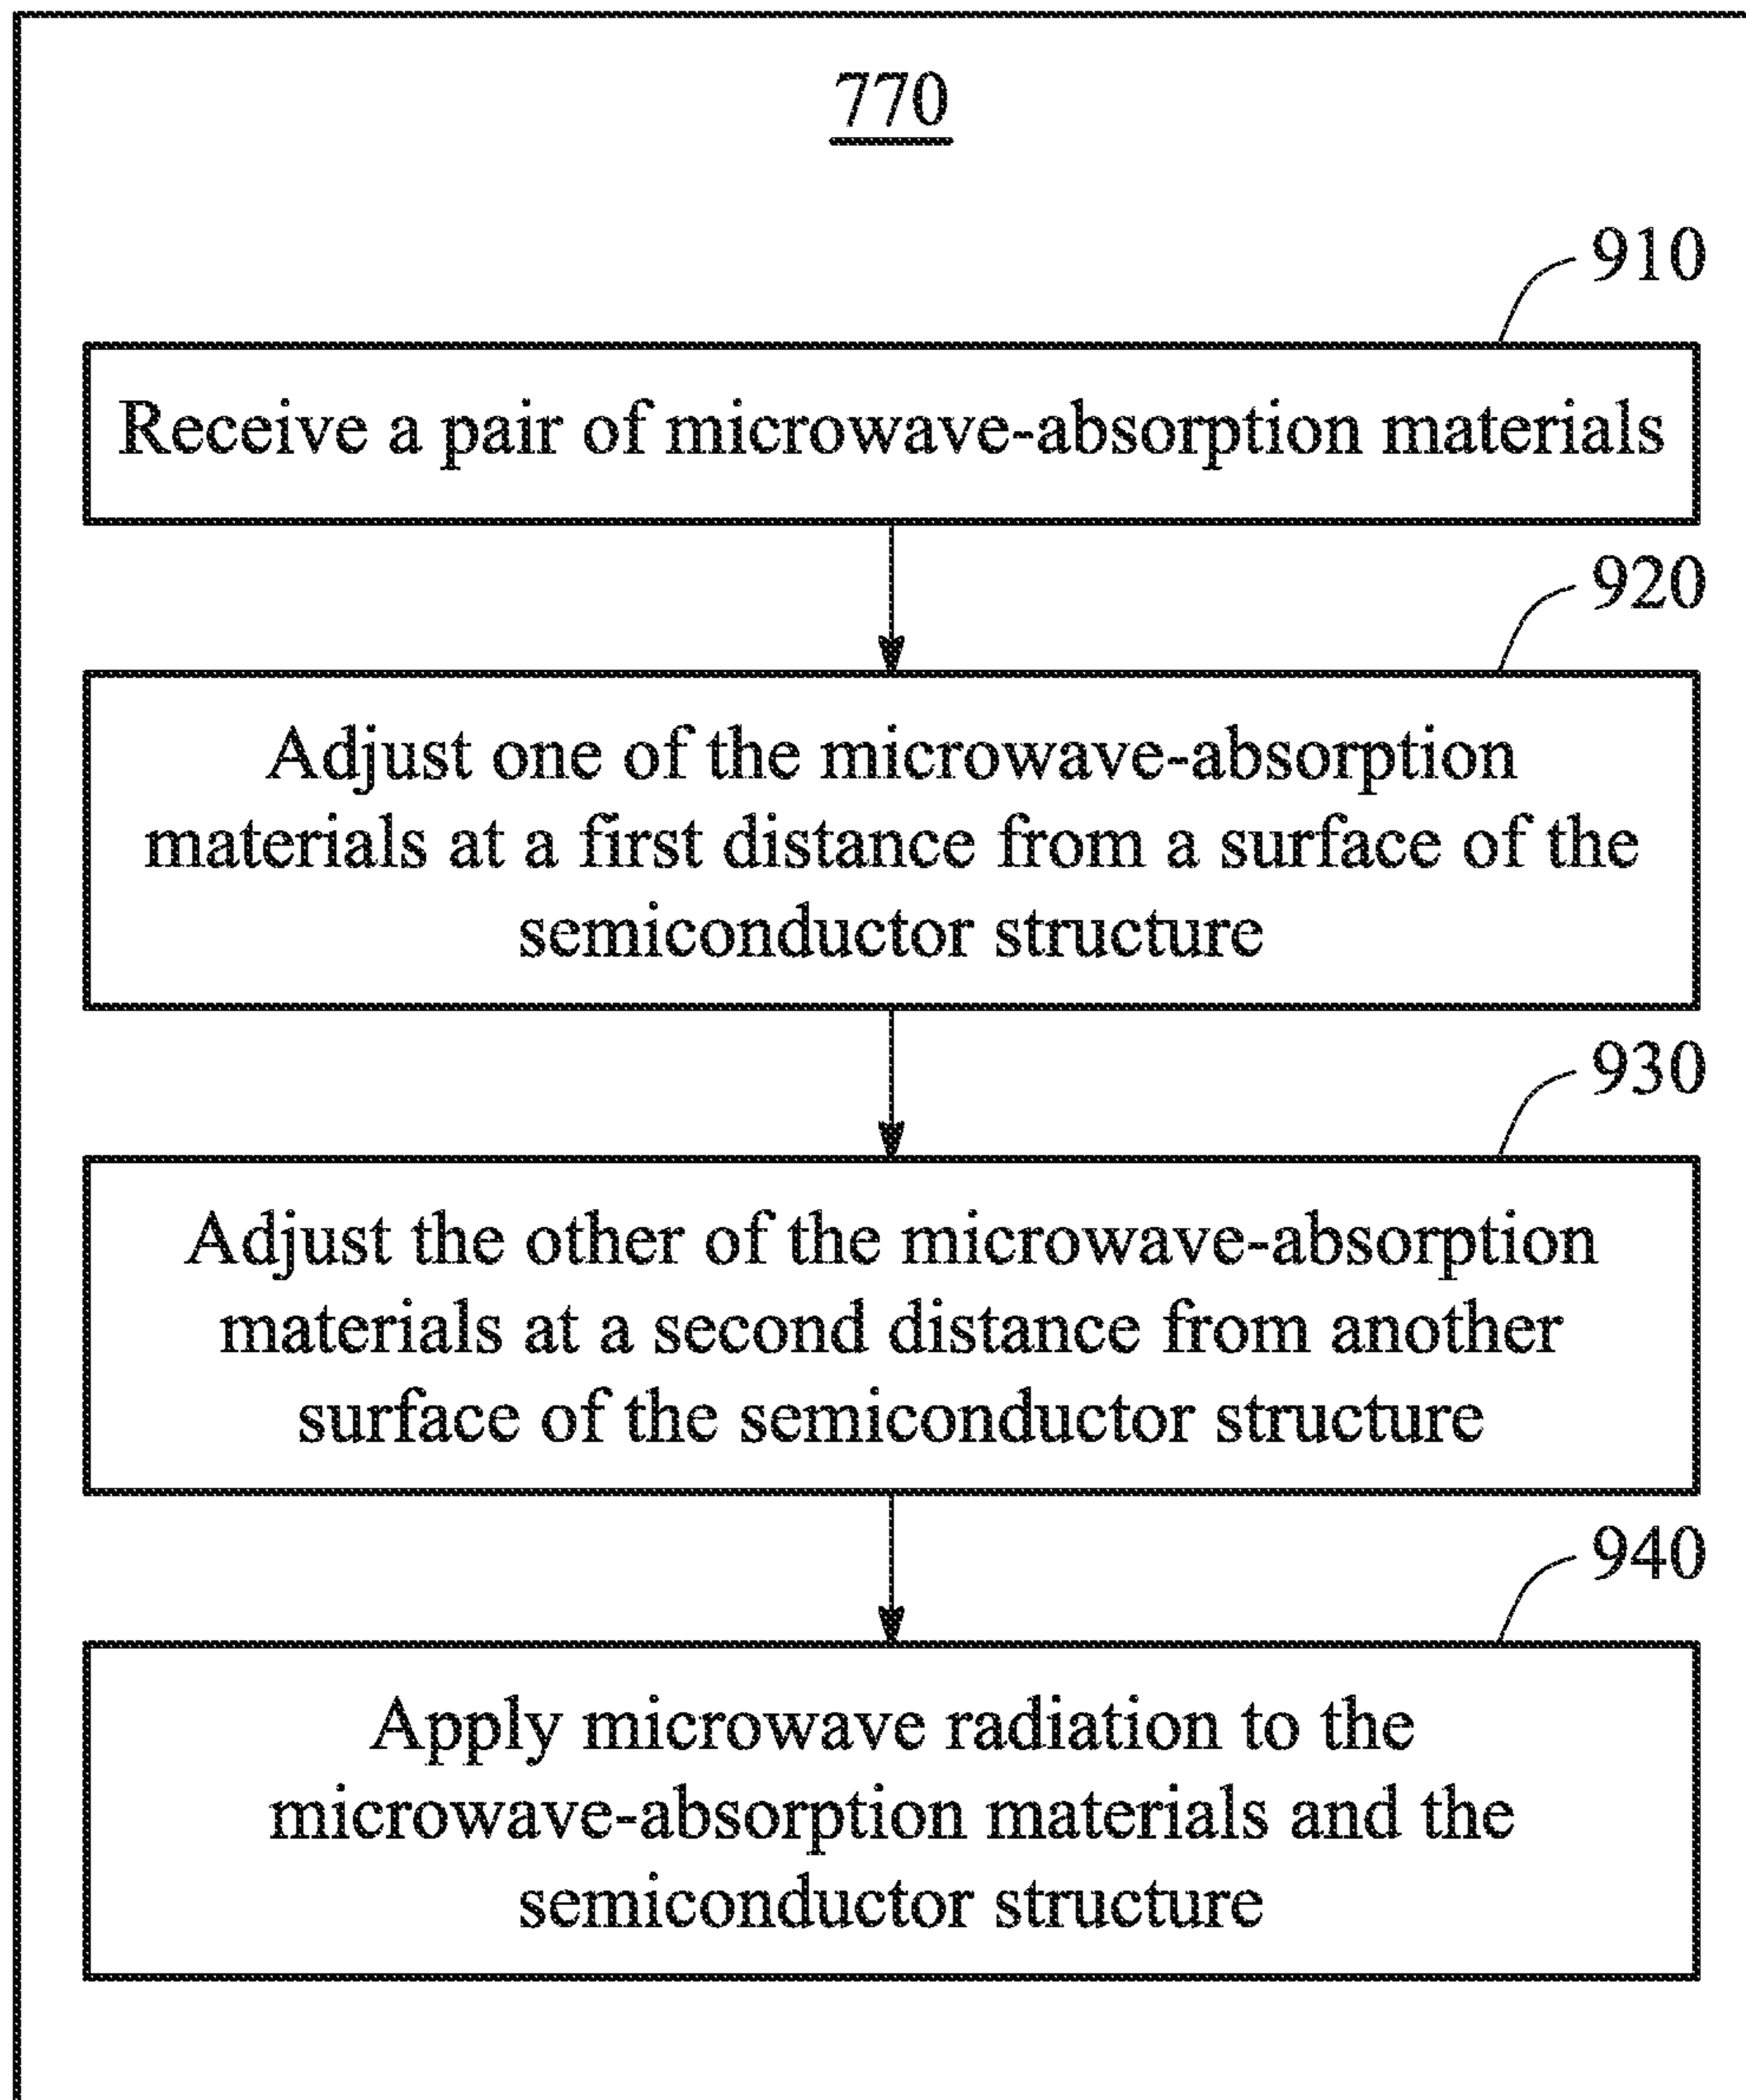 770
910
Receive a pair of microwave-absorption materials
920
Adjust one of the microwave-absorption
materials at a first distance from a surface of the
semiconductor structure
930
Adjust the other of the microwave-absorption
materials at a second distance from another
surface of the semiconductor structure
940
Apply microwave radiation to the
microwave-absorption materials and the
semiconductor structure